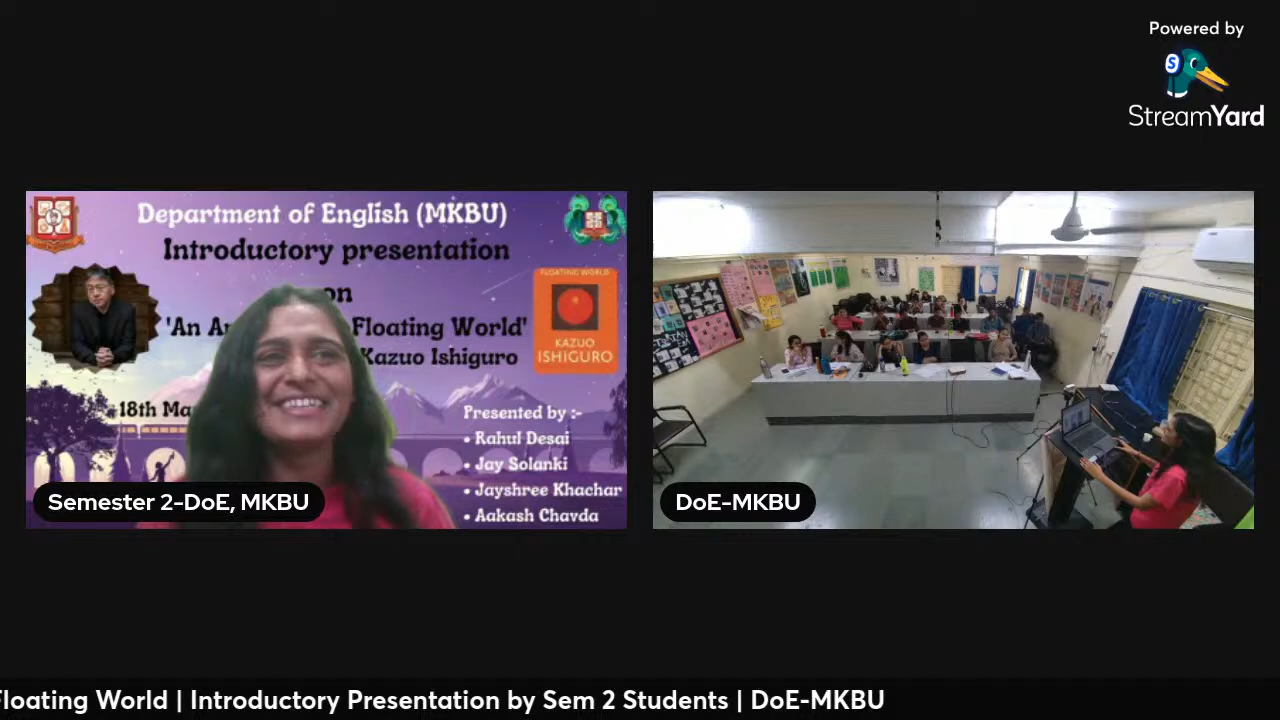 Powered by
StreamYard
Department of English (MKBU)
Introductory presentation
on
'An Ar Floating World'
Kazuo Ishiguro
18th Ma
FLOATING WORLD
KAZUO
ISHIGURO
Presented by :-
• Rahul Desai
• Jay Solanki
• Jayshree Khachar
• Aakash Chavda
Semester 2-DoE, MKBU
DoE-MKBU
Floating World | Introductory Presentation by Sem 2 Students | DoE-MKBU